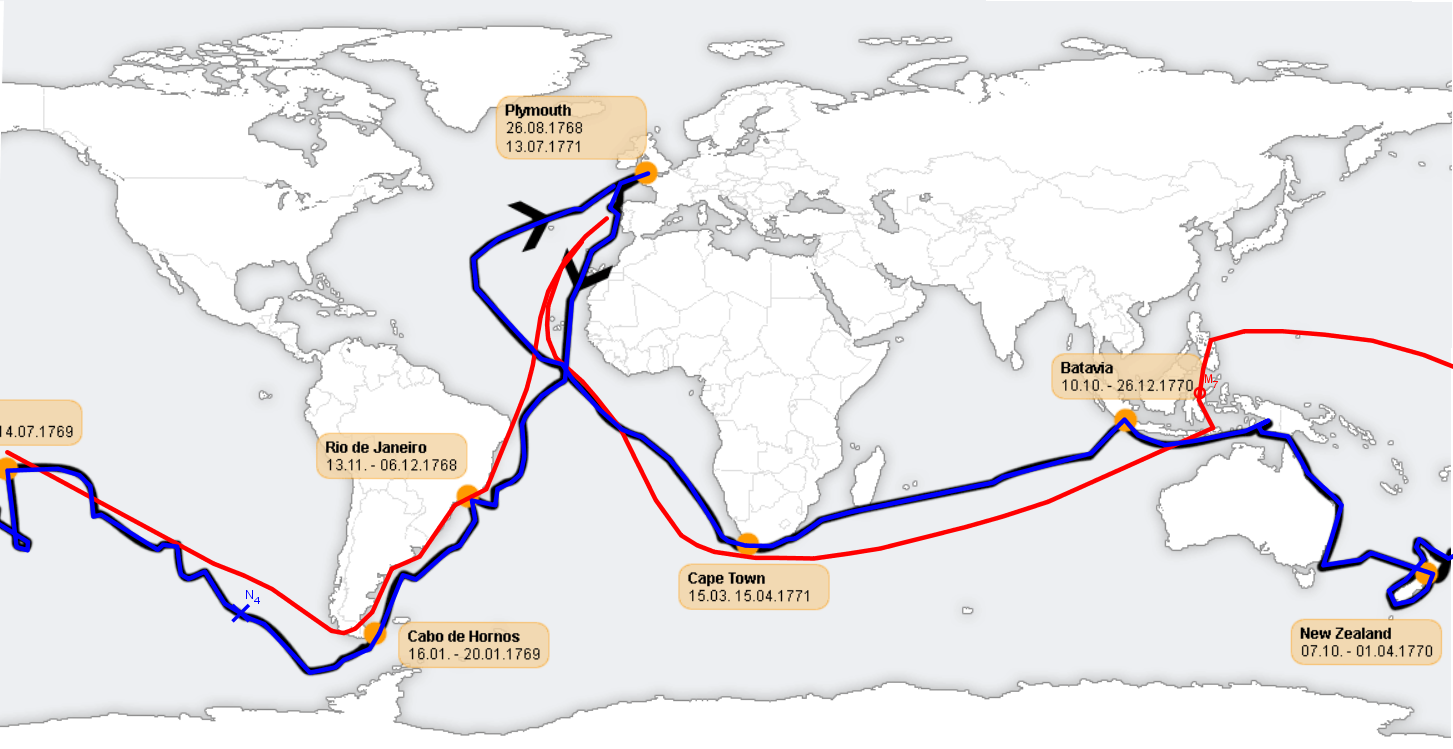 Plymouth
26.08.1768
13.07.1771
Batavia
10.10. - 26.12.1770
14.07.1769
Rio de Janeiro
13.11. - 06.12.1768
Cape Town
15.03. 15.04.1771
N4
Cabo de Hornos
16.01. - 20.01.1769
New Zealand
07.10. - 01.04.1770